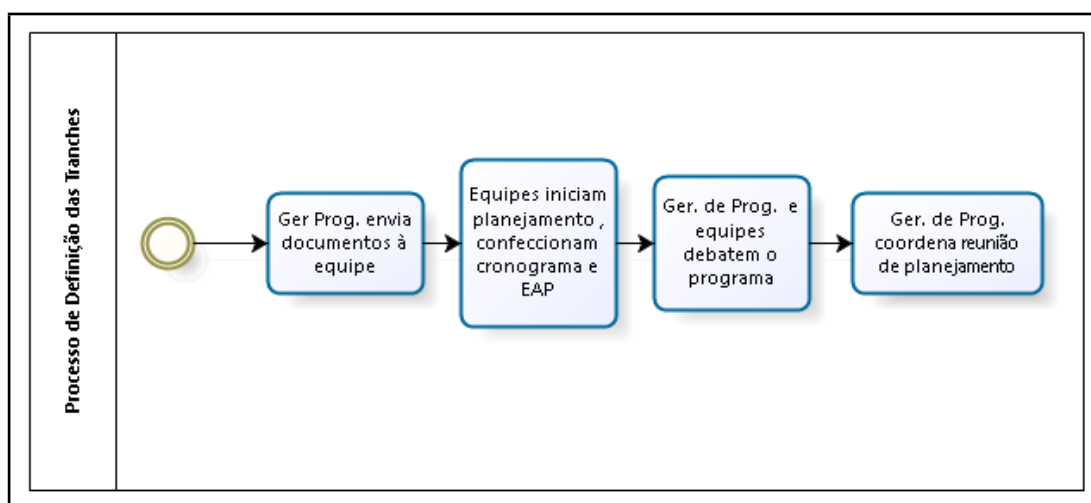 Processo de Definição das Tranches
Ger Prog. envia
documentos à
equipe
Equipes iniciam
planejamento ,
confeccionam
cronograma e
EAP
Ger. de Prog. e
equipes
debatem o
programa
Ger. de Prog.
coordena reunião
de planejamento